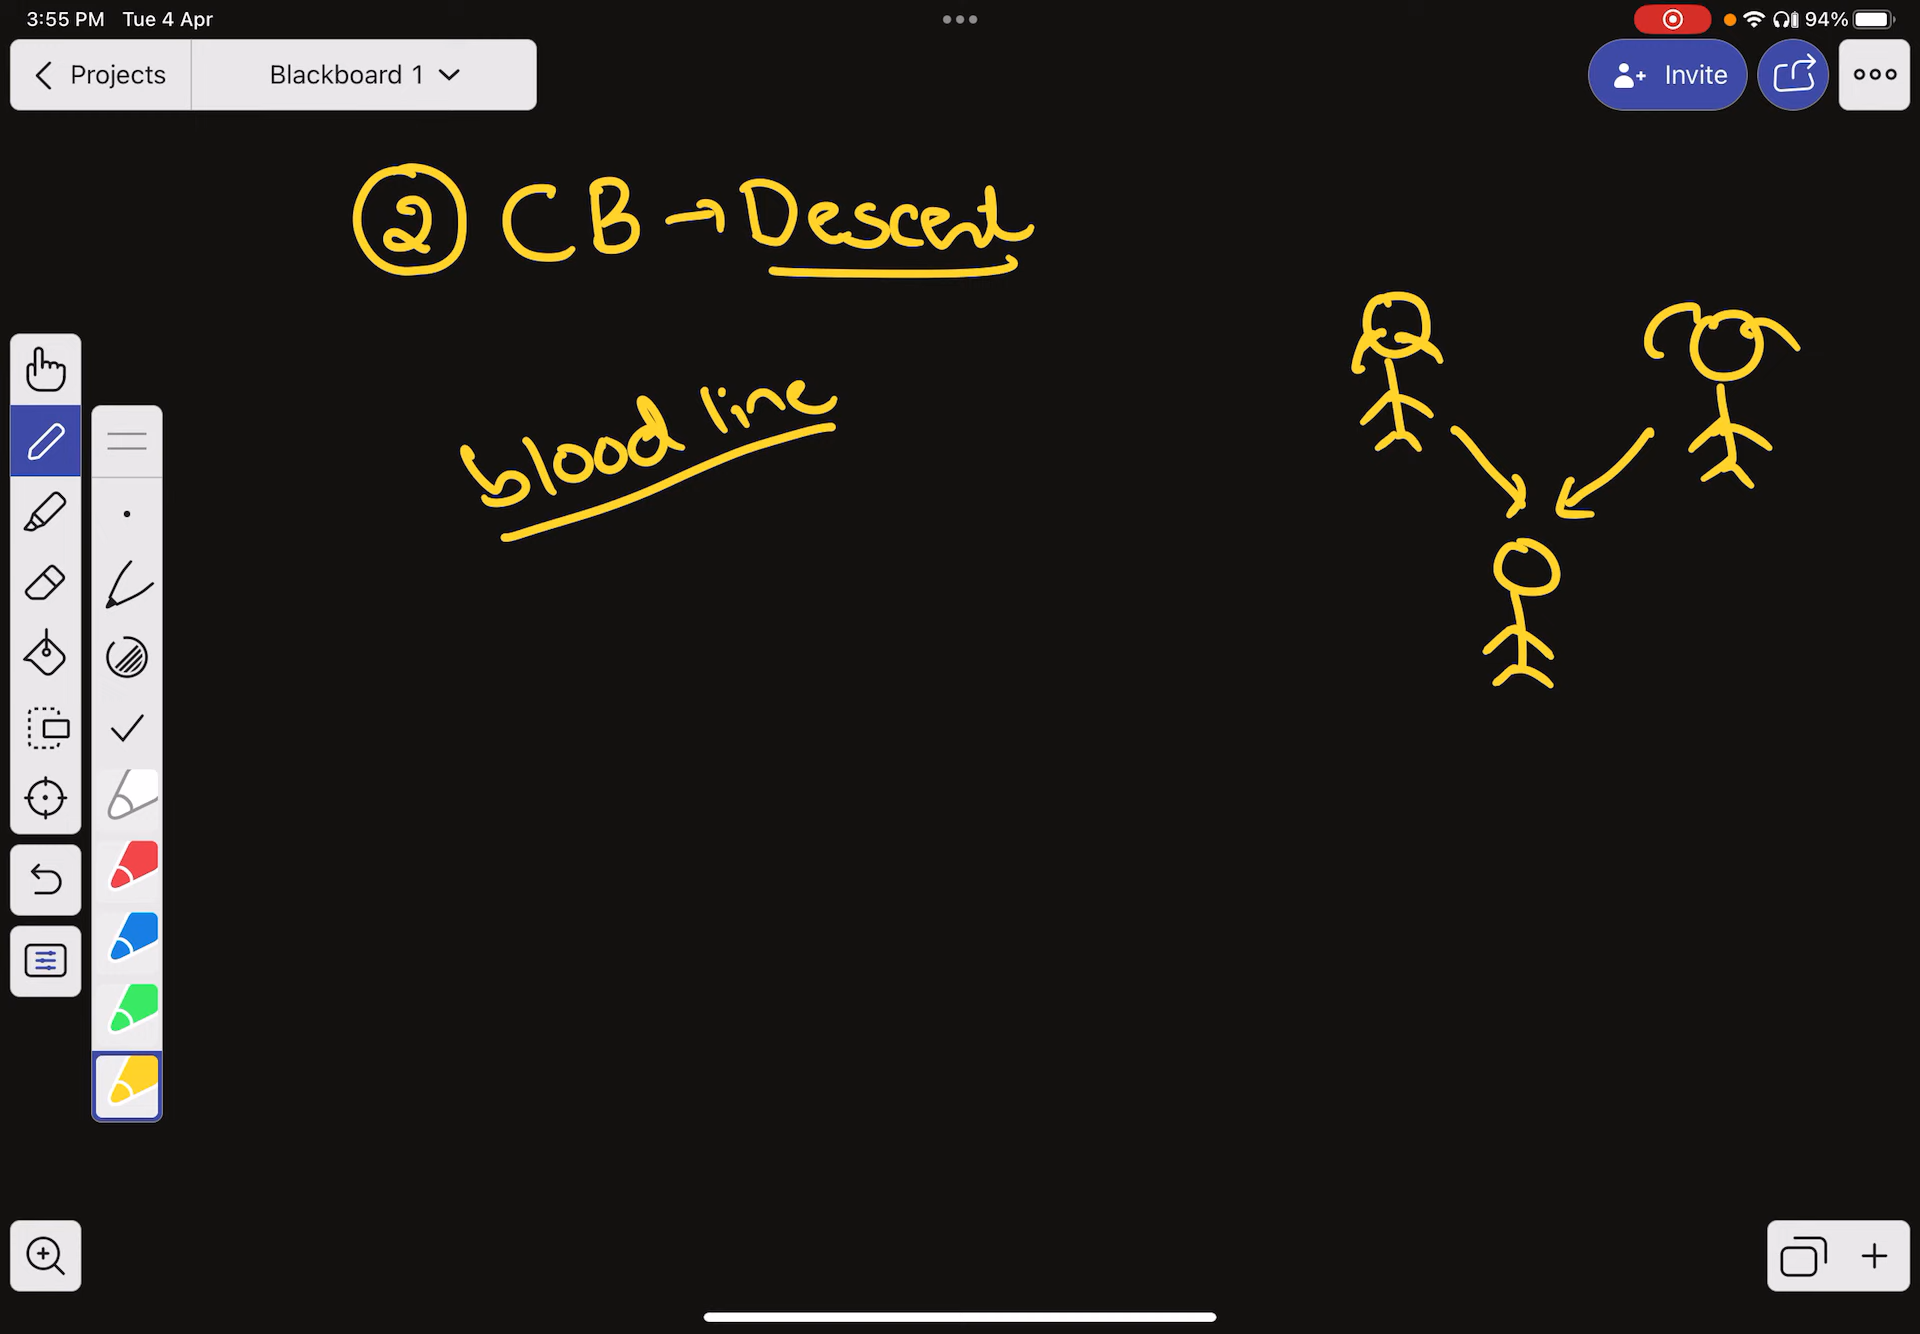 3:55 PM Tue 4 Apr
94%
Projects
Blackboard 1
Invite
② CB → Descent
blood line